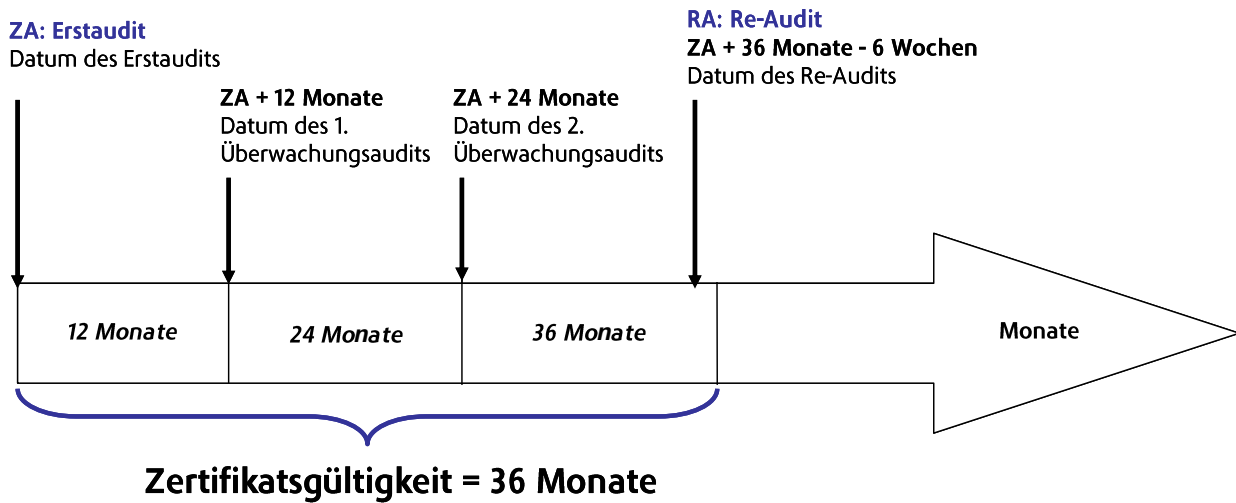 ZA: Erstaudit
Datum des Erstaudits
ZA + 12 Monate
Datum des 1.
Überwachungsaudits
ZA + 24 Monate
Datum des 2.
Überwachungsaudits
RA: Re-Audit
ZA + 36 Monate - 6 Wochen
Datum des Re-Audits
12 Monate
24 Monate
36 Monate
Monate
Zertifikatsgültigkeit = 36 Monate